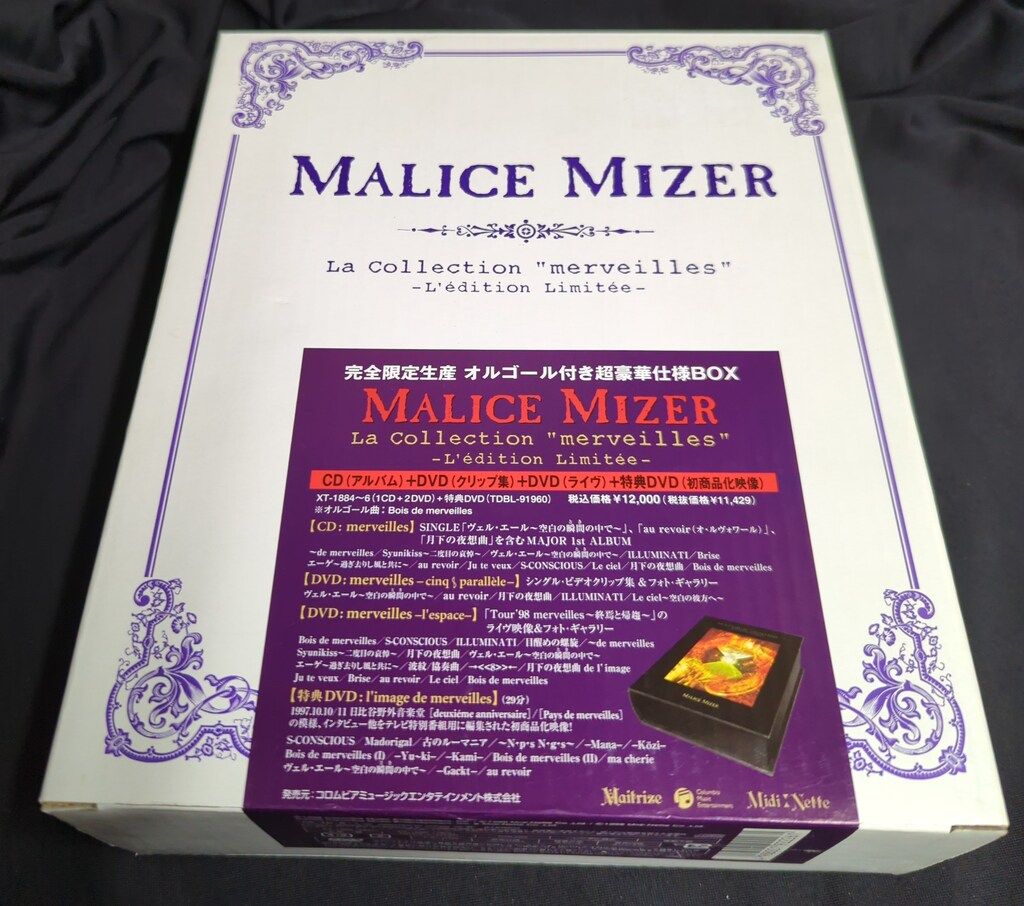 MALICE MIZER
La Collection "merveilles"
-L'édition Limitée-
完全限定生産 オルゴール付き超豪華仕様BOX
MALICE MIZER
La Collection "merveilles"
-L'édition Limitée-
CD(アルバム)+DVD(クリップ集)+DVD(ライヴ)+特典DVD(初商品化映像)
XT-1884〜6(1CD+2DVD)+特典DVD(TDBL-91960) 税込価格¥12,000(税抜価格¥11,429)
※オルゴール曲:Bois de merveilles
【CD:merveilles】SINGLE「ヴェル・エール〜空白の瞬間の中で〜」、「au revoir(オ・ルヴォワール)」、
「月下の夜想曲」を含むMAJOR 1st ALBUM
〜de merveilles/Syunikiss〜二度目の哀悼〜/ヴェル・エール〜空白の瞬間の中で〜/ILLUMINATI/Brise
エーゲ〜過ぎ去りし風と共に〜/au revoir/Ju te veux/S-CONSCIOUS/Le ciel/月下の夜想曲/Bois de merveilles
【DVD:merveilles–cinq§parallèle–】シングル・ビデオクリップ集&フォト・ギャラリー
ヴェル・エール〜空白の瞬間の中で〜/au revoir/月下の夜想曲/ILLUMINATI/Le ciel〜空白の彼方へ〜
【DVD:merveilles–l'espace–】「Tour'98 merveilles〜終焉と帰趨〜」の
ライヴ映像&フォト・ギャラリー
Bois de merveilles/S-CONSCIOUS/ILLUMINATI/目醒めの螺旋/〜de merveilles
Syunikiss〜二度目の哀悼〜/月下の夜想曲/ヴェル・エール〜空白の瞬間の中で〜
エーゲ〜過ぎ去りし風と共に〜/波紋/協奏曲/→<<8>>←/月下の夜想曲 de l'image
Ju te veux/Brise/au revoir/Le ciel/Bois de merveilles
【特典DVD:l'image de merveilles】(29分)
1997.10.10/11 日比谷野外音楽堂 [deuxiéme anniversaire]/[Pays de merveilles]
の模様、インタビュー他をテレビ特別番組用に編集された初商品化映像!
S-CONSCIOUS/Madorigal/古のルーマニア/〜N・p・s N・g・s〜/–Mana–/–Közi–
Bois de merveilles (I)/–Yu~ki–/–Kami–/Bois de merveilles (II)/ma cherie
ヴェル・エール〜空白の瞬間の中で〜/–Gackt–/au revoir
MALICE MIZER
発売元:コロムビアミュージックエンタテインメント株式会社
Maitrize
Columbia
Music
Entertainment
Midi:Nette